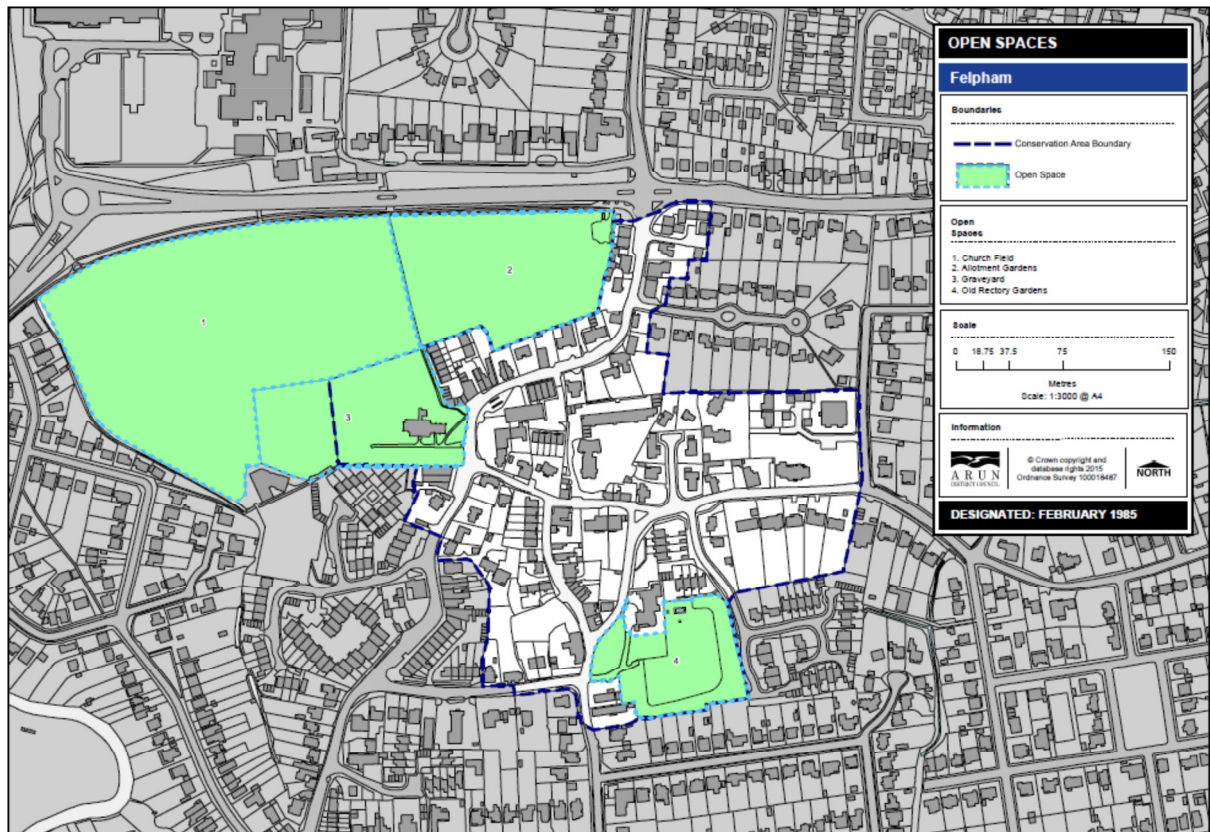 OPEN SPACES
Felpham
Boundaries
Conservation Area Boundary
Open Space
Open
Spaces
1. Church Field
2. Allotment Gardens
3. Graveyard
4. Old Rectory Gardens
Scale
0 18.75 37.5 75 150
Metres
Scale: 1:3000 @ A4
Information
ARUN
DISTRICT COUNCIL
© Crown copyright and
database rights 2015
Ordnance Survey 100018487
NORTH
DESIGNATED: FEBRUARY 1985
1
2
3
4